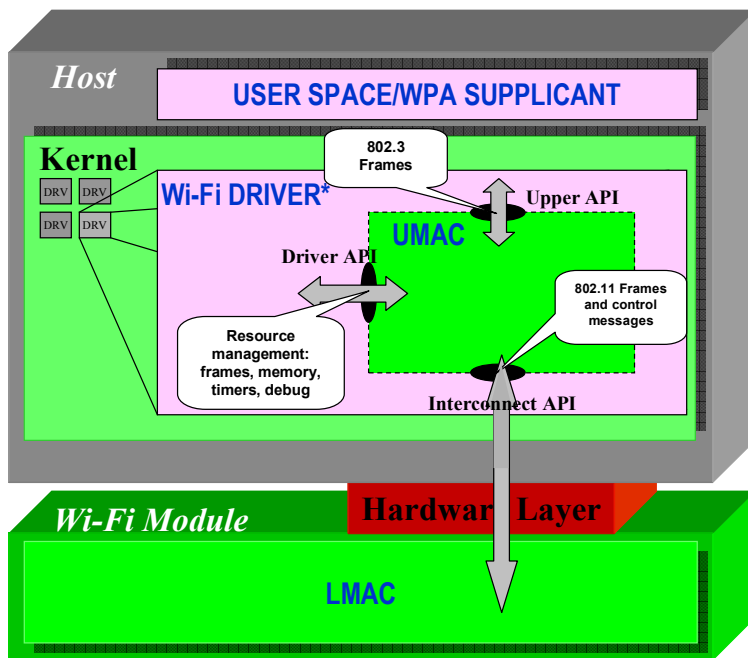 Host
USER SPACE/WPA SUPPLICANT
802.3
Frames
Kernel
DRV DRV
DRV DRV
Wi-Fi DRIVER*
Upper API
UMAC
Driver API
802.11 Frames
and control
messages
Resource
management:
frames, memory,
timers, debug
Interconnect API
Hardwar Layer
Wi-Fi Module
LMAC